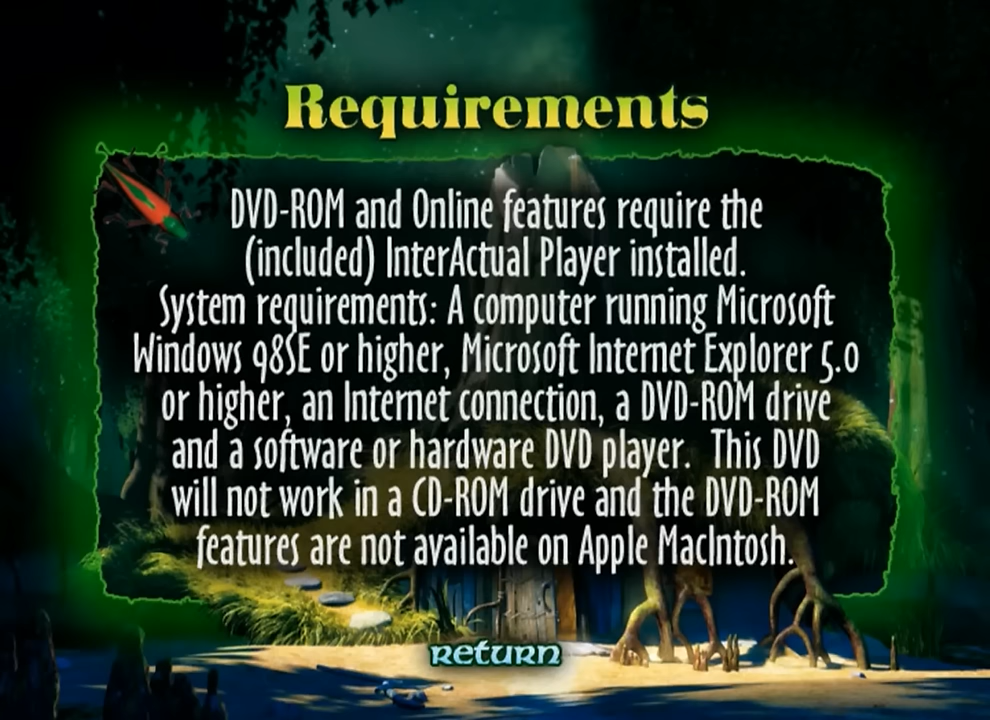 Requirements
DVD-ROM and Online features require the
(included) InterActual Player installed.
System requirements: A computer running Microsoft
Windows 98SE or higher, Microsoft Internet Explorer 5.0
or higher, an Internet connection, a DVD-ROM drive
and a software or hardware DVD player. This DVD
will not work in a CD-ROM drive and the DVD-ROM
features are not available on Apple MacIntosh.
return